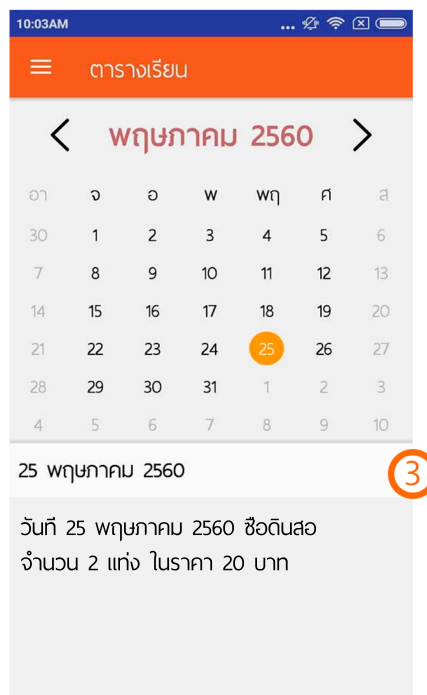 10:03AM
ตารางเรียน
พฤษภาคม 2560
อา จ อ พ พฤ ศ ส
30 1 2 3 4 5 6
7 8 9 10 11 12 13
14 15 16 17 18 19 20
21 22 23 24 25 26 27
28 29 30 31 1 2 3
4 5 6 7 8 9 10
25 พฤษภาคม 2560
3
วันที่ 25 พฤษภาคม 2560 ซื้อดินสอ
จำนวน 2 แท่ง ในราคา 20 บาท